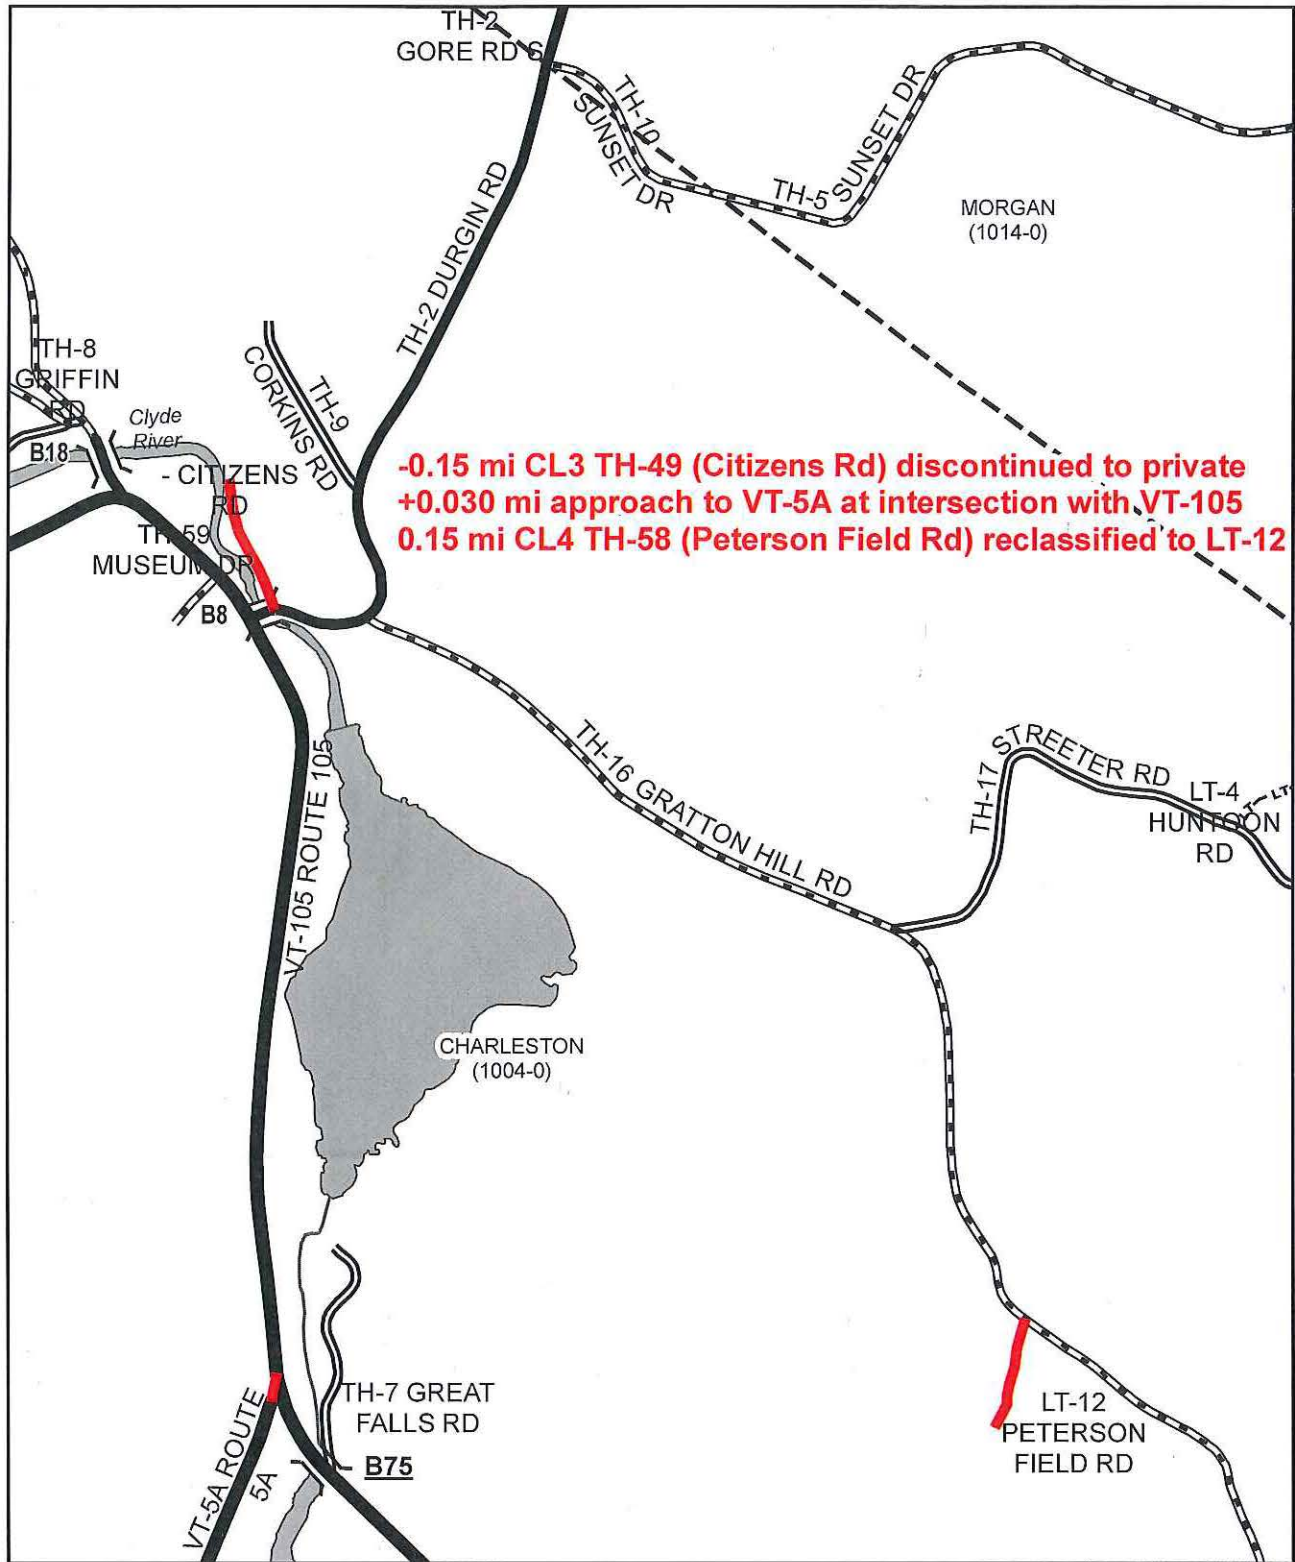 TH-2
GORE RD S
TH-10
SUNSET DR
TH-5
SUNSET DR
MORGAN
(1014-0)
TH-2 DURGIN RD
TH-8
GRIFFIN
RD
Clyde
River
B18
TH-9
CORKINS RD
- CITIZENS
RD
TH-59
MUSEUM DR
B8
-0.15 mi CL3 TH-49 (Citizens Rd) discontinued to private
+0.030 mi approach to VT-5A at intersection with VT-105
0.15 mi CL4 TH-58 (Peterson Field Rd) reclassified to LT-12
VT-105 ROUTE 105
TH-16 GRATTON HILL RD
TH-17 STREETER RD
LT-4
HUNTOON
RD
LT
CHARLESTON
(1004-0)
TH-7 GREAT
FALLS RD
B75
VT-5A ROUTE
5A
LT-12
PETERSON
FIELD RD